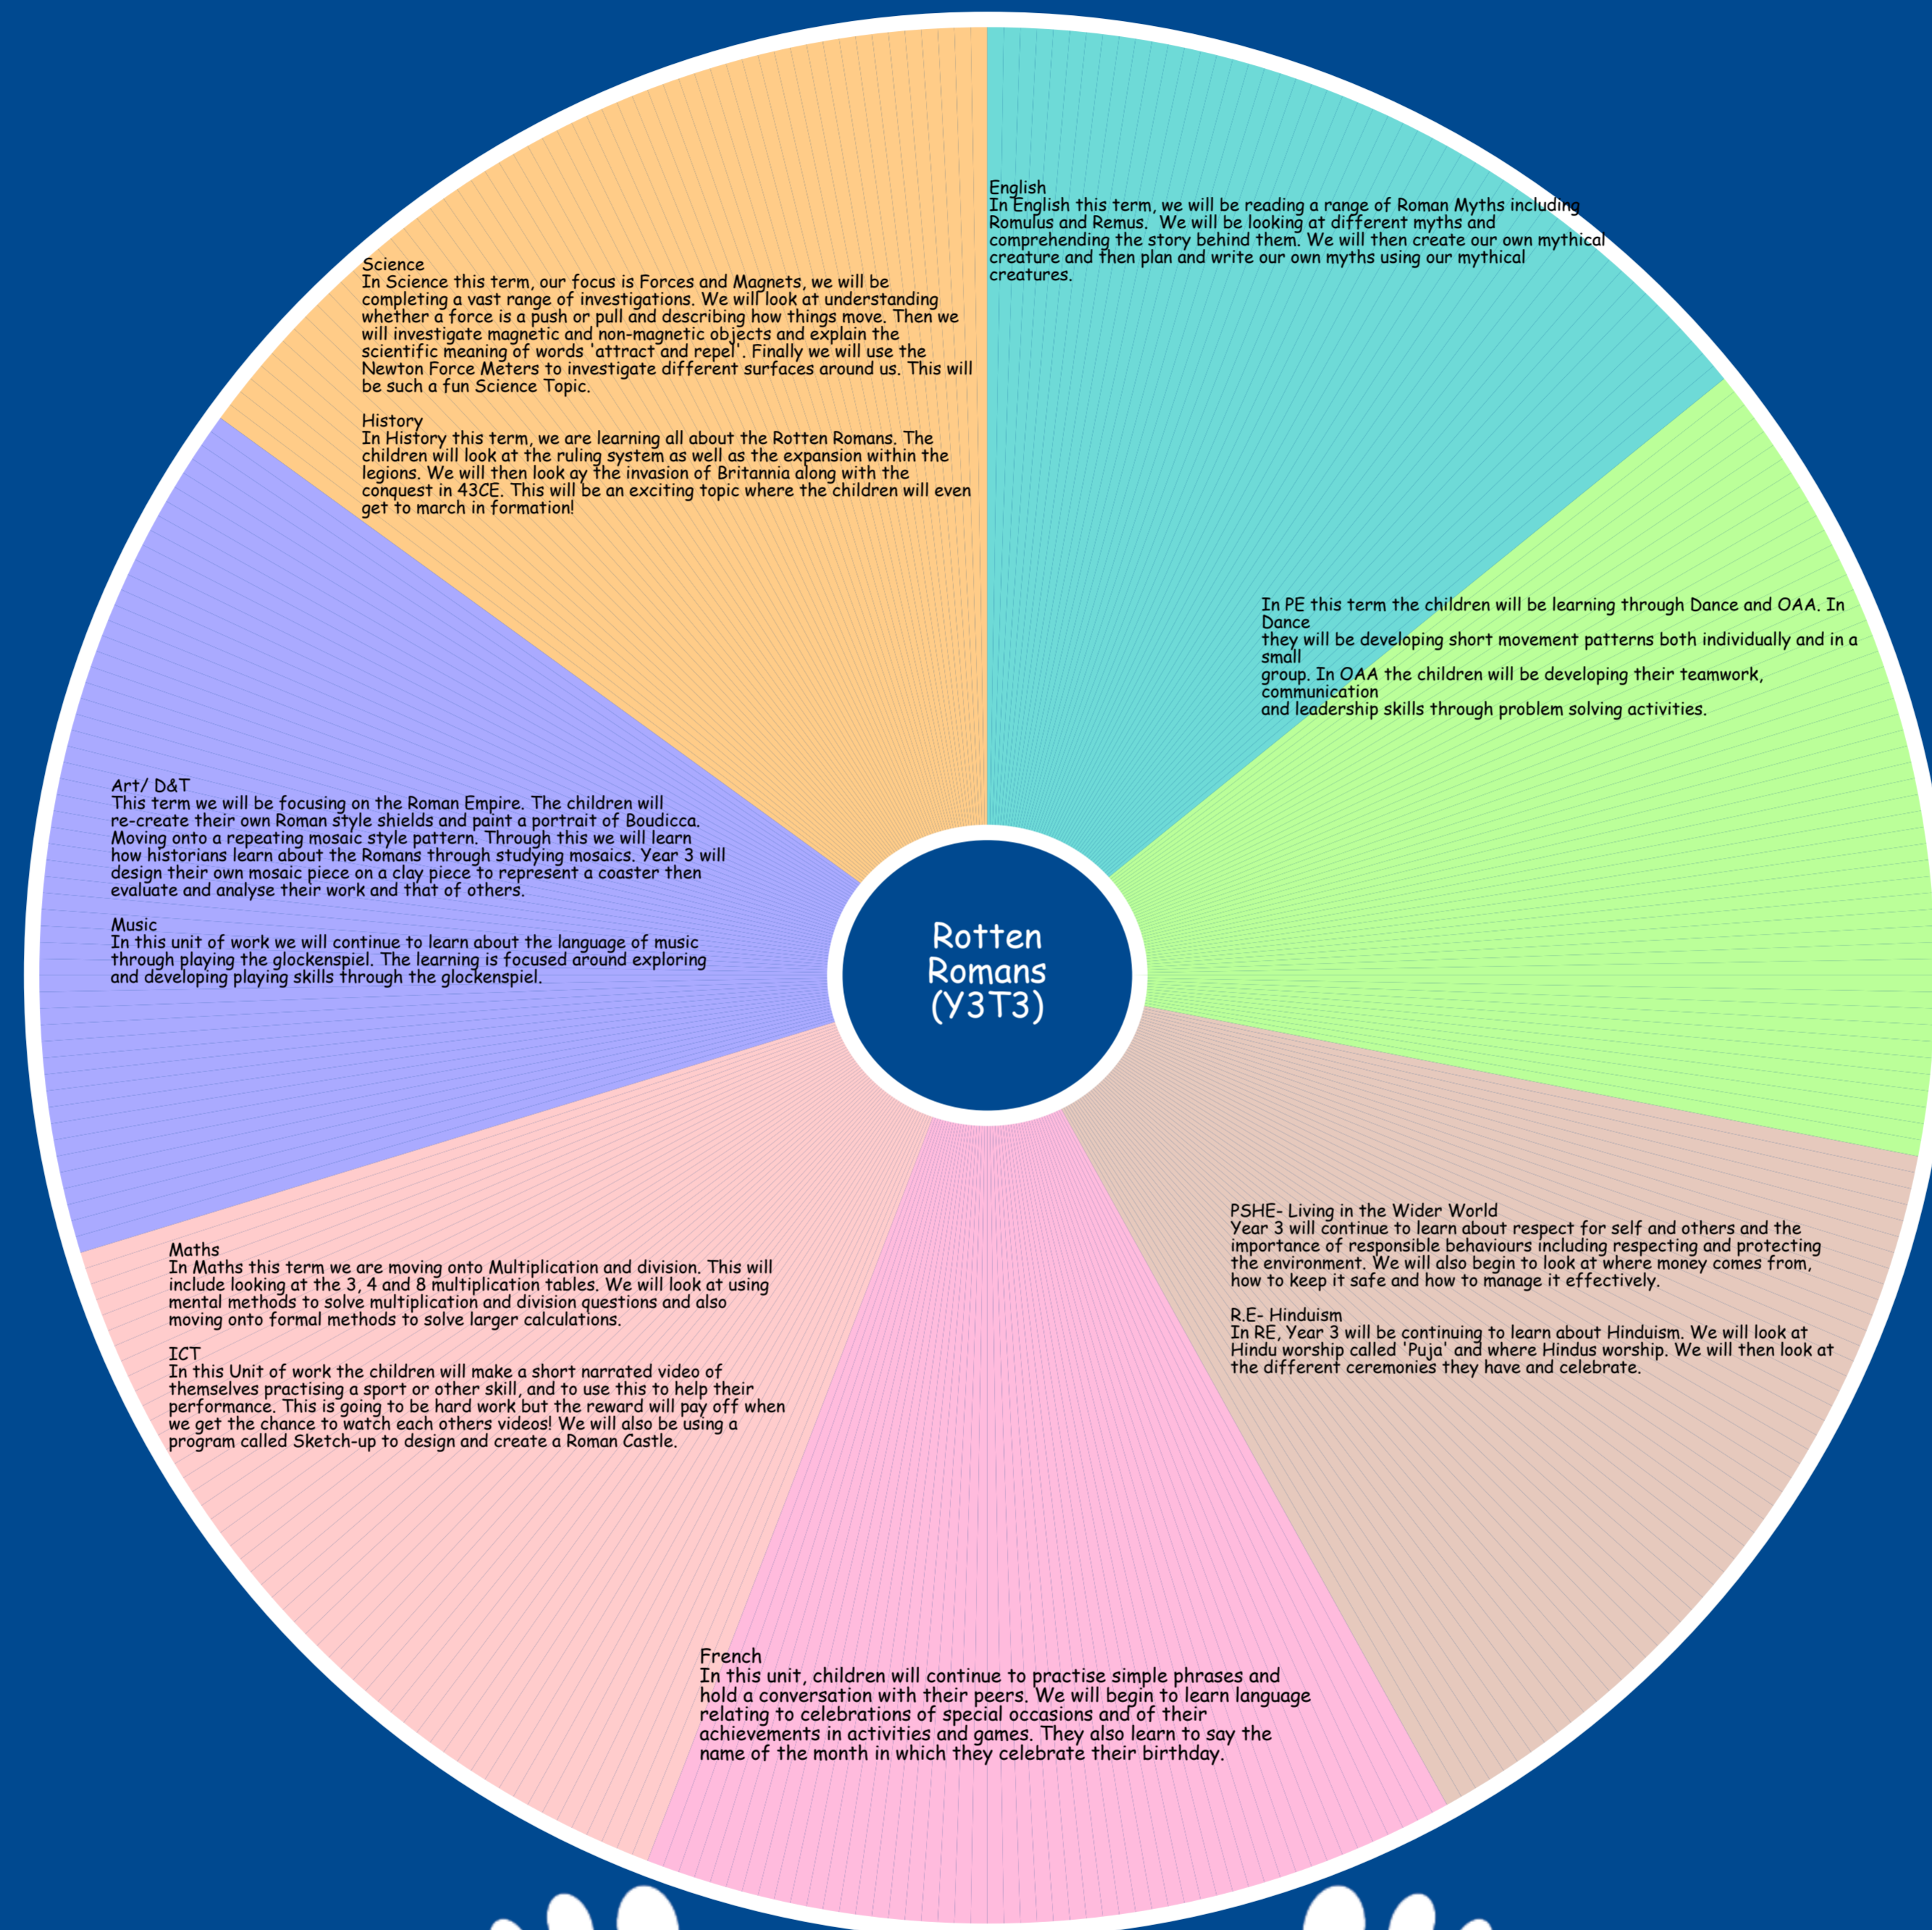 English
In English this term, we will be reading a range of Roman Myths including
Romulus and Remus.  We will be looking at different myths and
comprehending the story behind them. We will then create our own mythical
creature and then plan and write our own myths using our mythical
creatures.
Science
In Science this term, our focus is Forces and Magnets, we will be
completing a vast range of investigations. We will look at understanding
whether a force is a push or pull and describing how things move. Then we
will investigate magnetic and non-magnetic objects and explain the
scientific meaning of words 'attract and repel'. Finally we will use the
Newton Force Meters to investigate different surfaces around us. This will
be such a fun Science Topic.
History
In History this term, we are learning all about the Rotten Romans. The
children will look at the ruling system as well as the expansion within the
legions. We will then look ay the invasion of Britannia along with the
conquest in 43CE. This will be an exciting topic where the children will even
get to march in formation!
In PE this term the children will be learning through Dance and OAA. In
Dance
they will be developing short movement patterns both individually and in a
small
group. In OAA the children will be developing their teamwork,
communication
and leadership skills through problem solving activities.
Art/ D&T
This term we will be focusing on the Roman Empire. The children will
re-create their own Roman style shields and paint a portrait of Boudicca.
Moving onto a repeating mosaic style pattern. Through this we will learn
how historians learn about the Romans through studying mosaics. Year 3 will
design their own mosaic piece on a clay piece to represent a coaster then
evaluate and analyse their work and that of others.
Music
In this unit of work we will continue to learn about the language of music
through playing the glockenspiel. The learning is focused around exploring
and developing playing skills through the glockenspiel.
Rotten
Romans
(Y3T3)
PSHE- Living in the Wider World
Year 3 will continue to learn about respect for self and others and the
importance of responsible behaviours including respecting and protecting
the environment. We will also begin to look at where money comes from,
how to keep it safe and how to manage it effectively.
R.E- Hinduism
In RE, Year 3 will be continuing to learn about Hinduism. We will look at
Hindu worship called 'Puja' and where Hindus worship. We will then look at
the different ceremonies they have and celebrate.
Maths
In Maths this term we are moving onto Multiplication and division. This will
include looking at the 3, 4 and 8 multiplication tables. We will look at using
mental methods to solve multiplication and division questions and also
moving onto formal methods to solve larger calculations.
ICT
In this Unit of work the children will make a short narrated video of
themselves practising a sport or other skill, and to use this to help their
performance. This is going to be hard work but the reward will pay off when
we get the chance to watch each others videos! We will also be using a
program called Sketch-up to design and create a Roman Castle.
French
In this unit, children will continue to practise simple phrases and
hold a conversation with their peers. We will begin to learn language
relating to celebrations of special occasions and of their
achievements in activities and games. They also learn to say the
name of the month in which they celebrate their birthday.